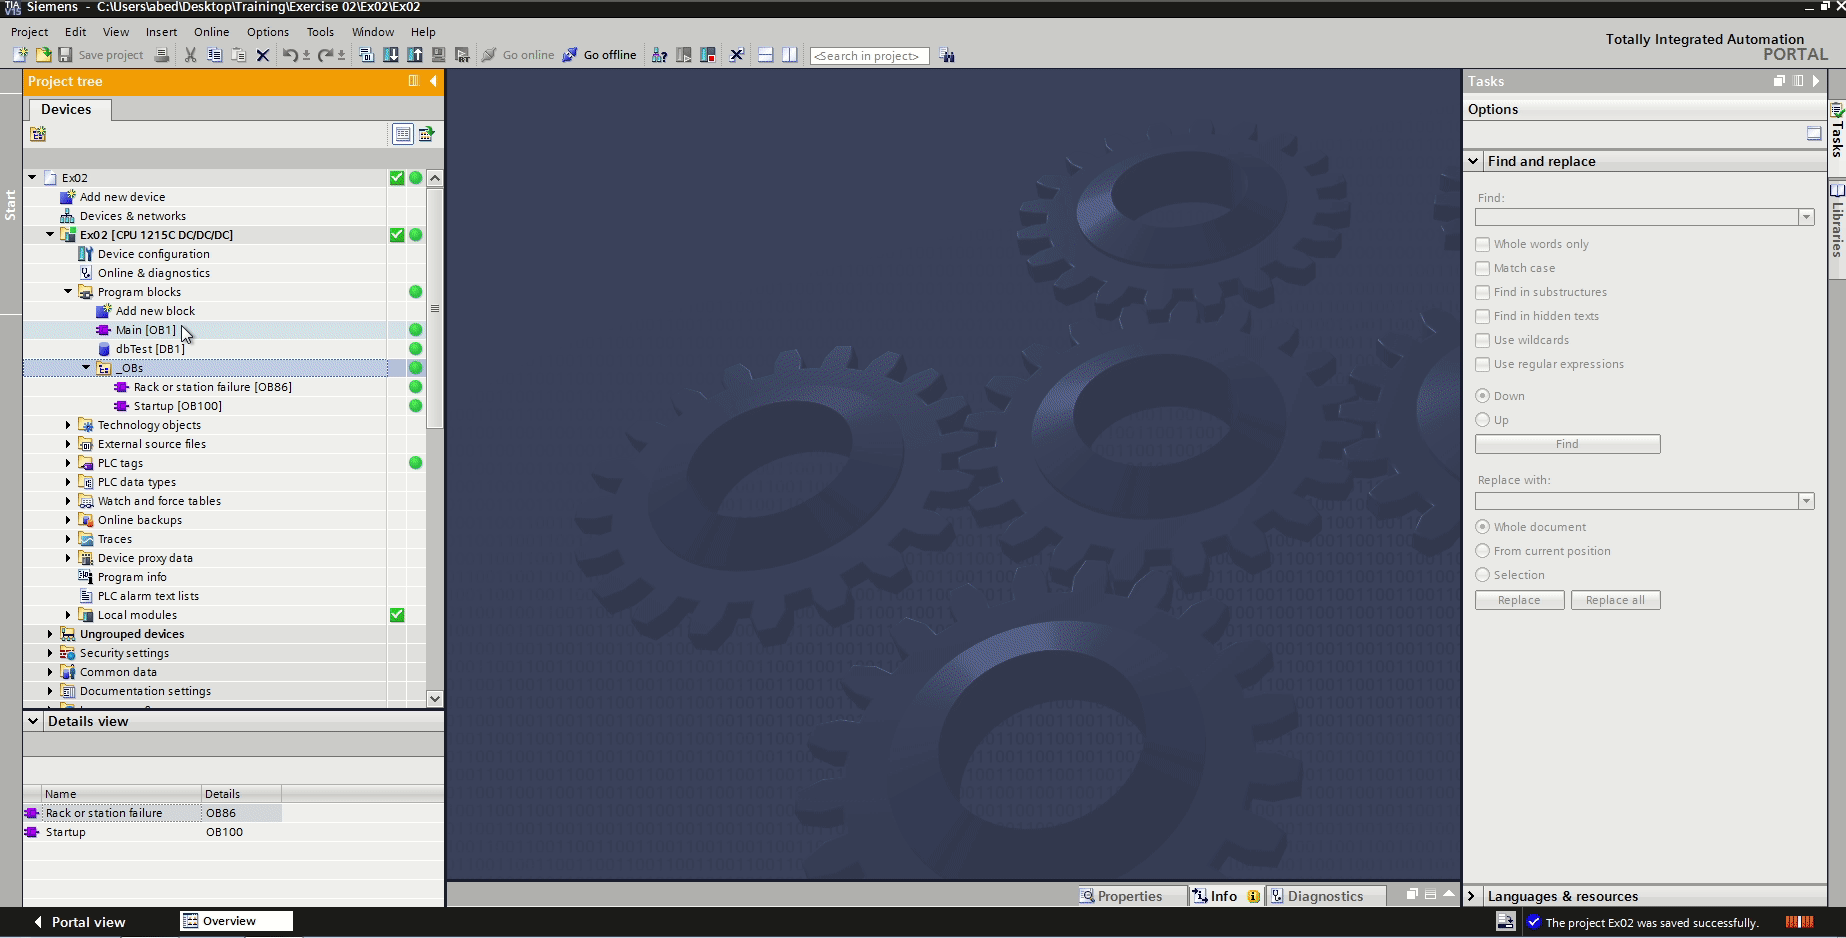 TIA
V15
Siemens - C:\Users\abed\Desktop\Training\Exercise 02\Ex02\Ex02
Project Edit View Insert Online Options Tools Window Help
Totally Integrated Automation
PORTAL
Save project
Go online
Go offline
<Search in project>
Project tree
Devices
Start
Ex02
Add new device
Devices & networks
Ex02 [CPU 1215C DC/DC/DC]
Device configuration
Online & diagnostics
Program blocks
Add new block
Main [OB1]
dbTest [DB1]
_OBs
Rack or station failure [OB86]
Startup [OB100]
Technology objects
External source files
PLC tags
PLC data types
Watch and force tables
Online backups
Traces
Device proxy data
Program info
PLC alarm text lists
Local modules
Ungrouped devices
Security settings
Common data
Documentation settings
Details view
Name Details
Rack or station failure OB86
Startup OB100
Tasks
Options
Find and replace
Find:
Whole words only
Match case
Find in substructures
Find in hidden texts
Use wildcards
Use regular expressions
Down
Up
Find
Replace with:
Whole document
From current position
Selection
Replace Replace all
Languages & resources
Tasks
Libraries
Properties Info Diagnostics
Portal view Overview
The project Ex02 was saved successfully.